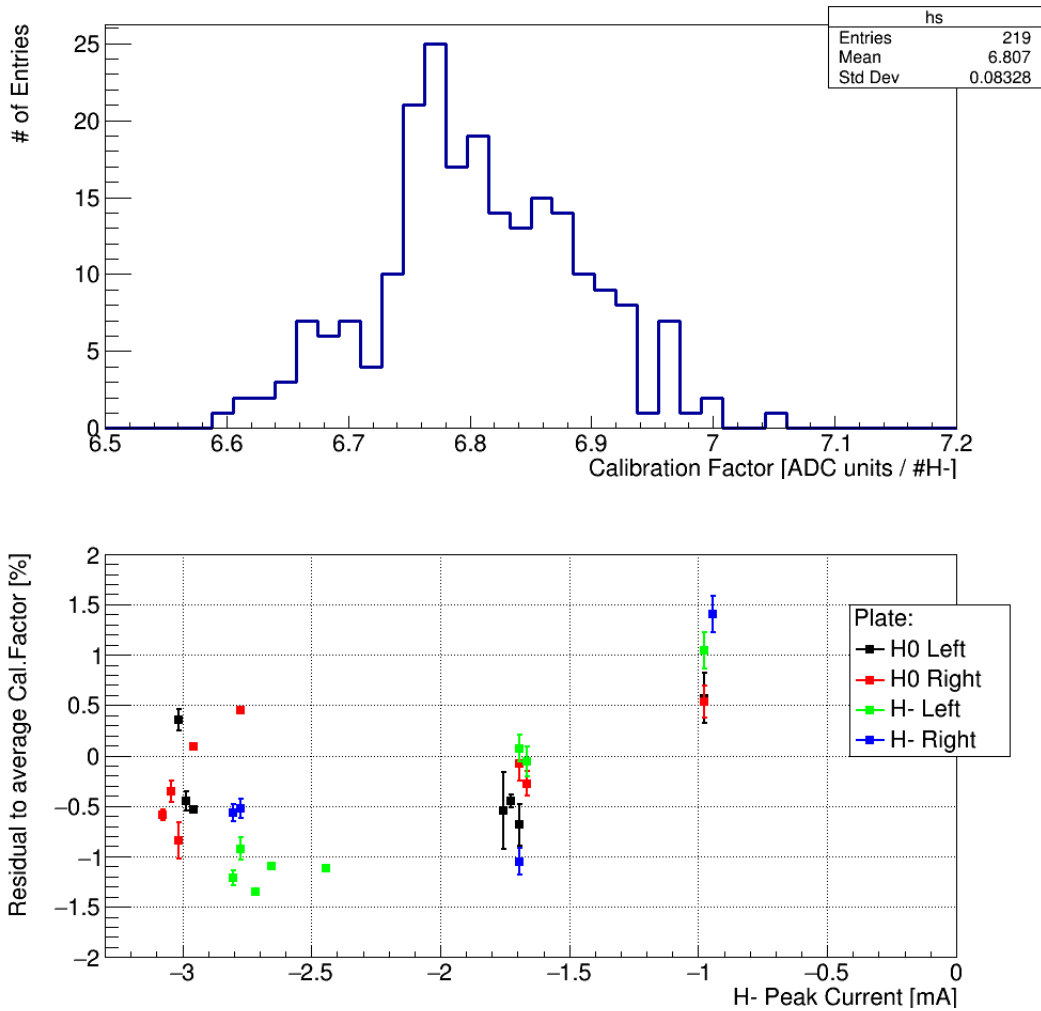 hs
Entries 219
Mean 6.807
Std Dev 0.08328
# of Entries
25
20
15
10
5
0
6.5 6.6 6.7 6.8 6.9 7 7.1 7.2
Calibration Factor [ADC units / #H-]
Residual to average Cal.Factor [%]
2
1.5
1
0.5
0
−0.5
−1
−1.5
−2
Plate:
H0 Left
H0 Right
H- Left
H- Right
−3 −2.5 −2 −1.5 −1 −0.5 0
H- Peak Current [mA]